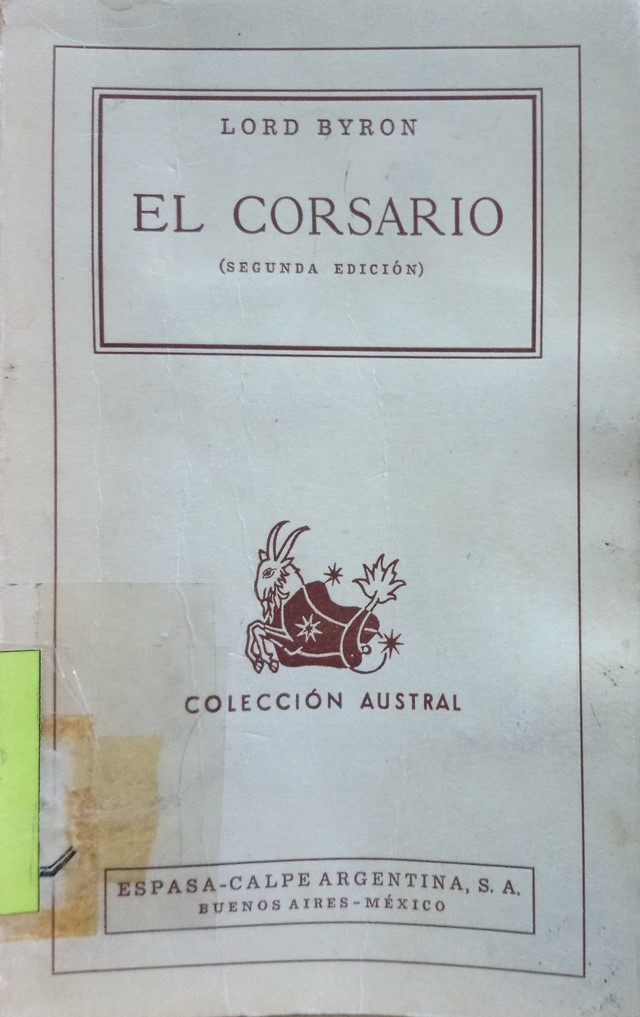 LORD BYRON
EL CORSARIO
(SEGUNDA EDICIÓN)
COLECCIÓN AUSTRAL
ESPASA-CALPE ARGENTINA, S. A.
BUENOS AIRES-MÉXICO